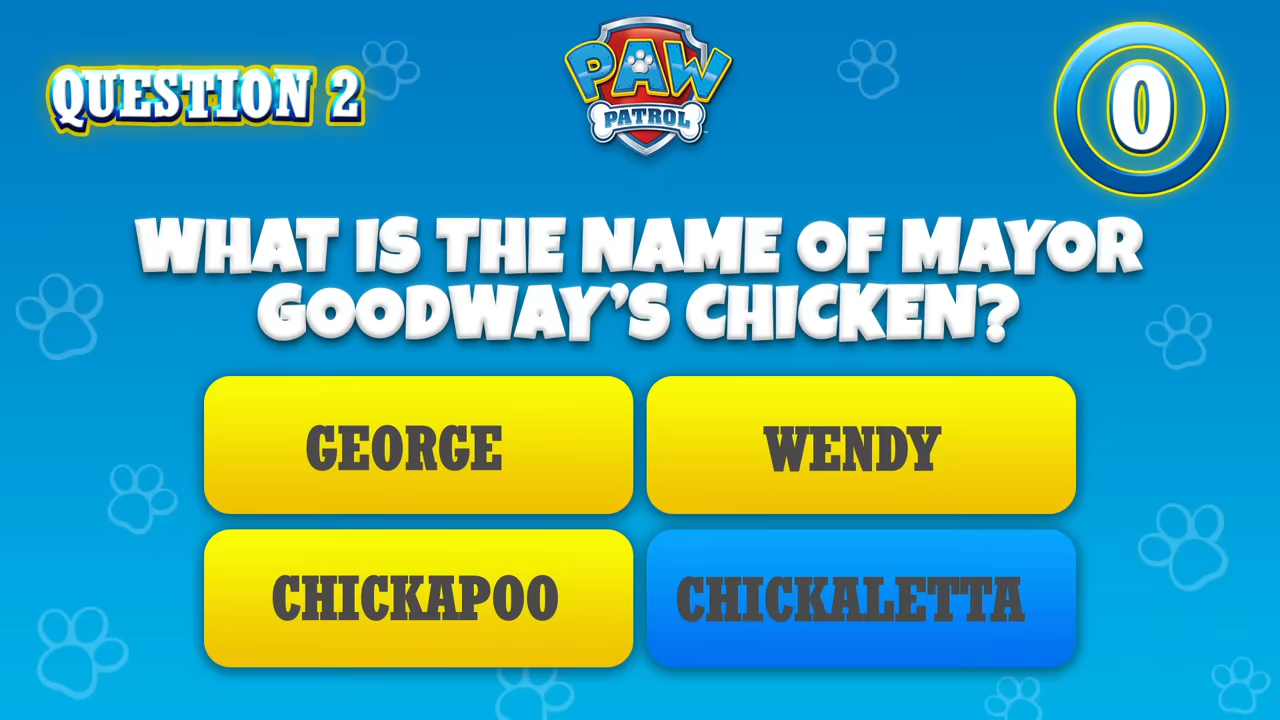 QUESTION 2
PAW
PATROL
0
WHAT IS THE NAME OF MAYOR
GOODWAY’S CHICKEN?
GEORGE
WENDY
CHICKAPOO
CHICKALETTA